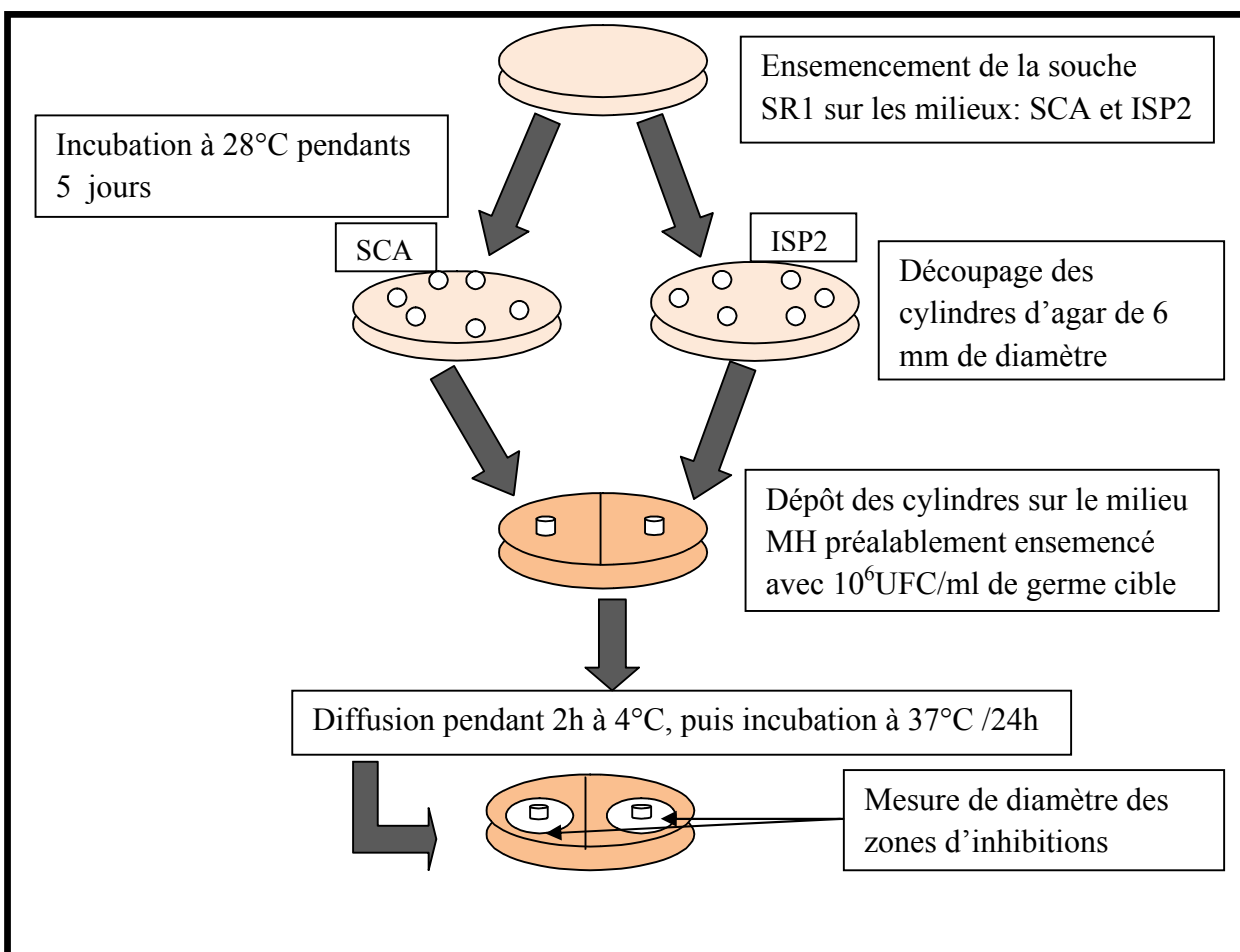 Ensemencement de la souche
SR1 sur les milieux: SCA et ISP2
Incubation à 28°C pendants
5 jours
SCA
ISP2
Découpage des
cylindres d’agar de 6
mm de diamètre
Dépôt des cylindres sur le milieu
MH préalablement ensemencé
avec 10⁶UFC/ml de germe cible
Diffusion pendant 2h à 4°C, puis incubation à 37°C /24h
Mesure de diamètre des
zones d’inhibitions